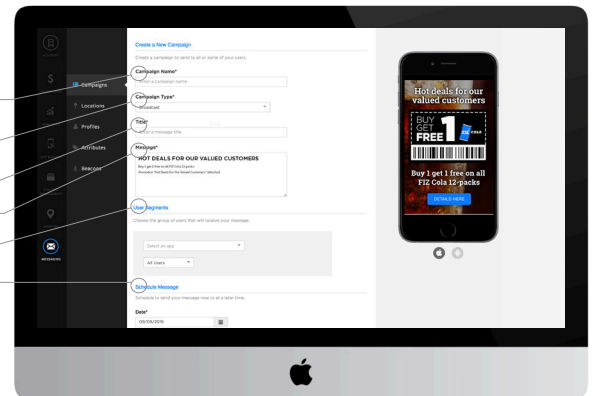 Create a New Campaign
Create a campaign to send to all or some of your users.
Campaign Name*
Enter a campaign name
Campaigns
Campaign Type*
Broadcast
Locations
Title*
Enter a message title
Profiles
Message*
Attributes
HOT DEALS FOR OUR VALUED CUSTOMERS
Buy 1 get 1 free on all FIZ Cola 12-packs
Beacons
User Segments
Choose the group of users that will receive your message.
Select an app
All Users
MESSAGING
Schedule Message
Schedule to send your message now or at a later time.
Date*
Hot deals for our
valued customers
BUY
GET 1
FREE
FIZ COLA
Buy 1 get 1 free on all
FIZ Cola 12-packs
DETAILS HERE